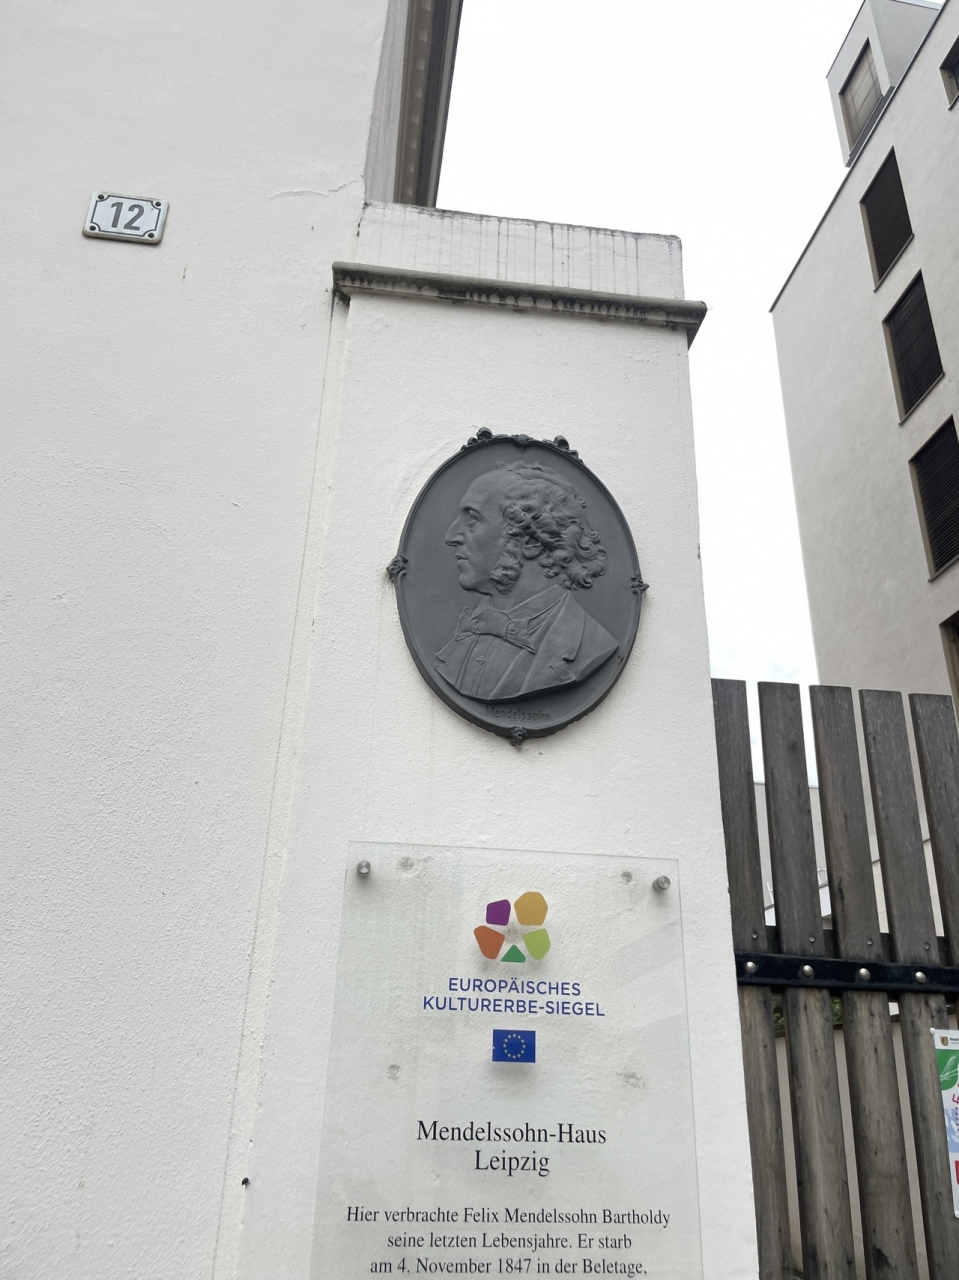 12
Mendelssohn
EUROPÄISCHES
KULTURERBE-SIEGEL
Mendelssohn-Haus
Leipzig
Hier verbrachte Felix Mendelssohn Bartholdy
seine letzten Lebensjahre. Er starb
am 4. November 1847 in der Beletage,